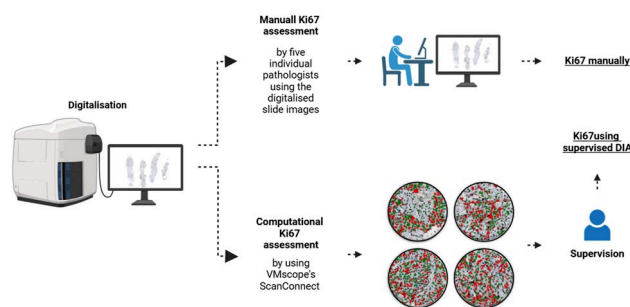 Manuall Ki67
assessment
by five
individual
pathologists
using the
digitalised
slide images
Ki67 manually
Digitalisation
Ki67using
supervised DIA
Computational
Ki67
assessment
by using
VMscope's
ScanConnect
Supervision